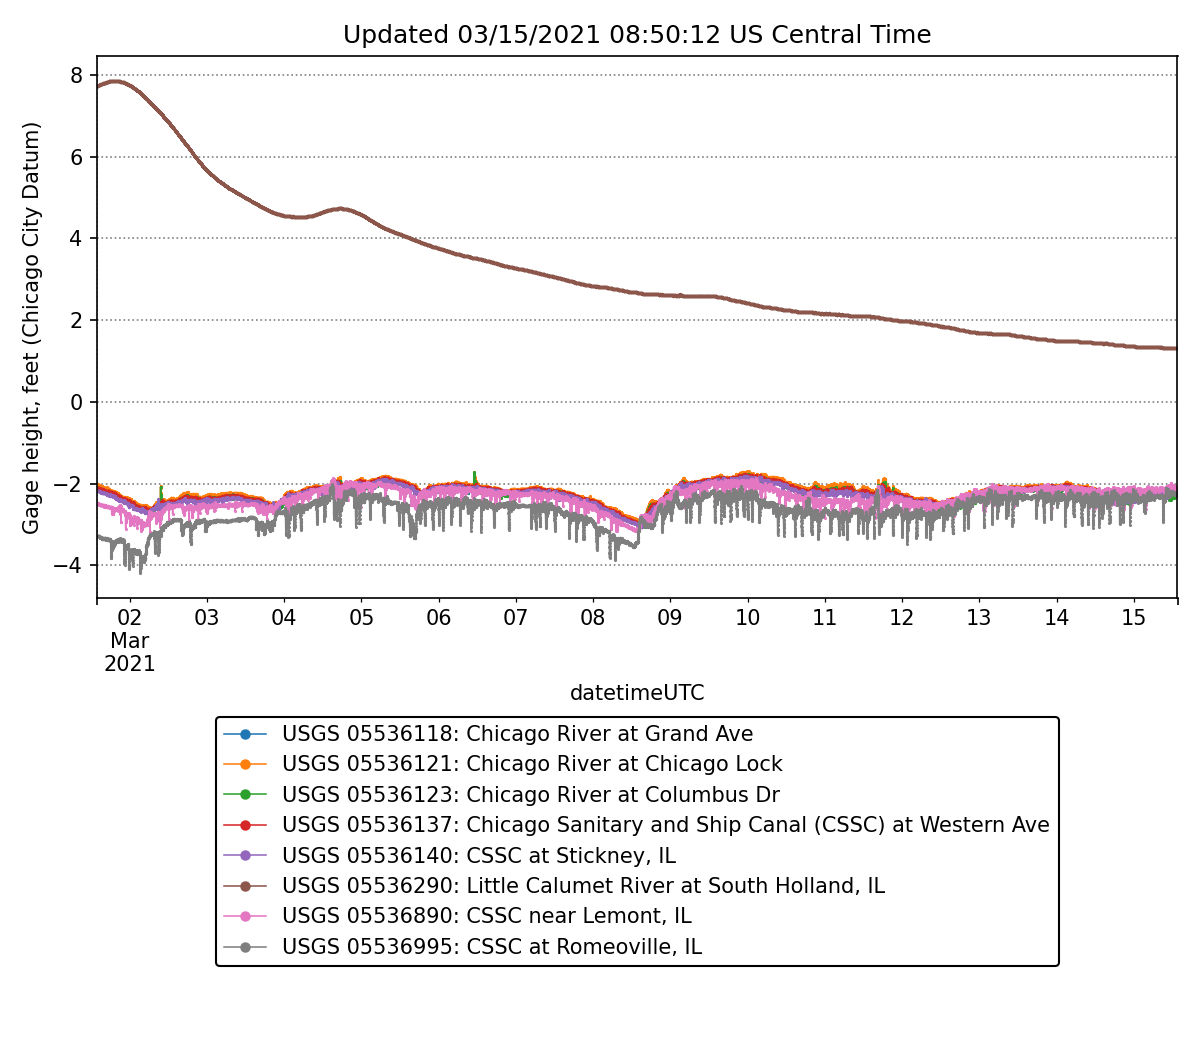 Updated 03/15/2021 08:50:12 US Central Time
Gage height, feet (Chicago City Datum)
8
6
4
2
0
−2
−4
02 03 04 05 06 07 08 09 10 11 12 13 14 15
Mar
2021
datetimeUTC
USGS 05536118: Chicago River at Grand Ave
USGS 05536121: Chicago River at Chicago Lock
USGS 05536123: Chicago River at Columbus Dr
USGS 05536137: Chicago Sanitary and Ship Canal (CSSC) at Western Ave
USGS 05536140: CSSC at Stickney, IL
USGS 05536290: Little Calumet River at South Holland, IL
USGS 05536890: CSSC near Lemont, IL
USGS 05536995: CSSC at Romeoville, IL